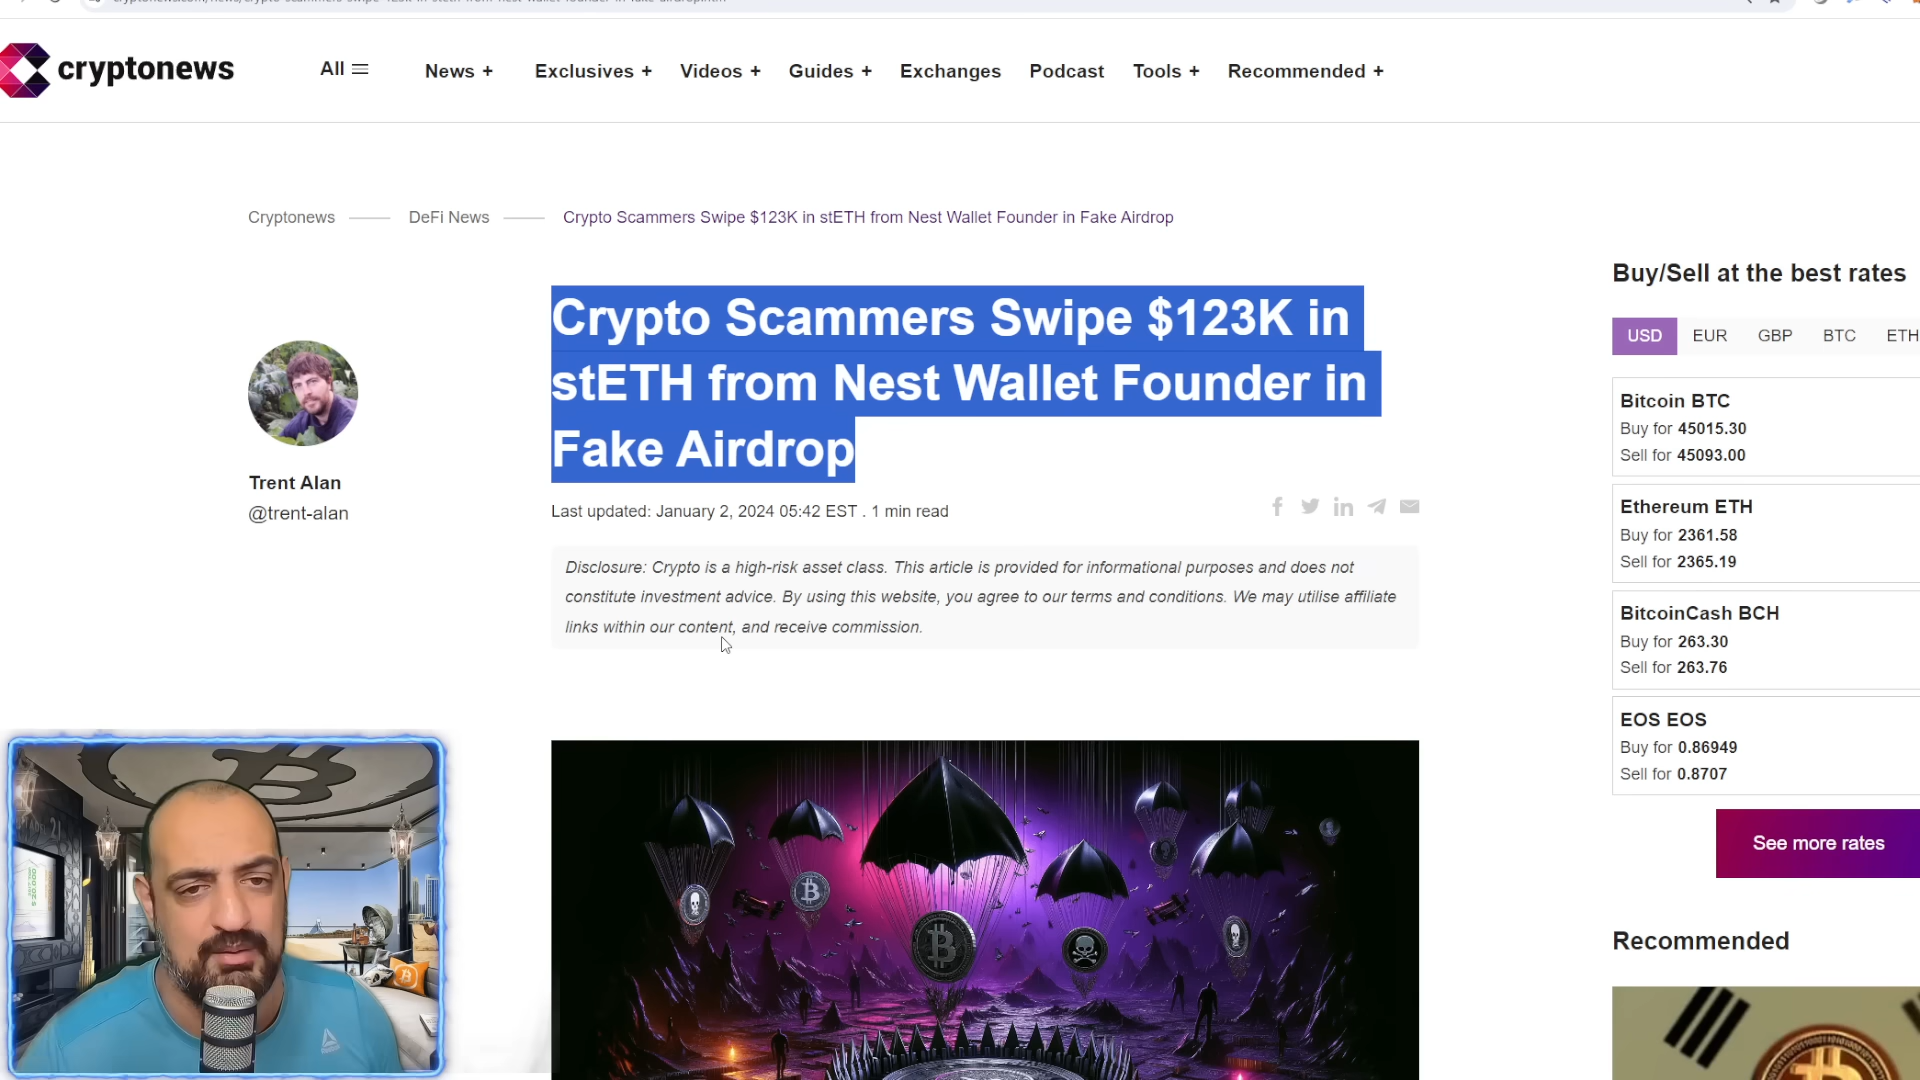 cryptonews
All
News +
Exclusives +
Videos +
Guides +
Exchanges
Podcast
Tools +
Recommended +
Cryptonews
DeFi News
Crypto Scammers Swipe $123K in stETH from Nest Wallet Founder in Fake Airdrop
Crypto Scammers Swipe $123K in
stETH from Nest Wallet Founder in
Fake Airdrop
Trent Alan
@trent-alan
Last updated: January 2, 2024 05:42 EST . 1 min read
Disclosure: Crypto is a high-risk asset class. This article is provided for informational purposes and does not
constitute investment advice. By using this website, you agree to our terms and conditions. We may utilise affiliate
links within our content, and receive commission.
Buy/Sell at the best rates
USD
EUR
GBP
BTC
ETH
Bitcoin BTC
Buy for 45015.30
Sell for 45093.00
Ethereum ETH
Buy for 2361.58
Sell for 2365.19
BitcoinCash BCH
Buy for 263.30
Sell for 263.76
EOS EOS
Buy for 0.86949
Sell for 0.8707
See more rates
Recommended